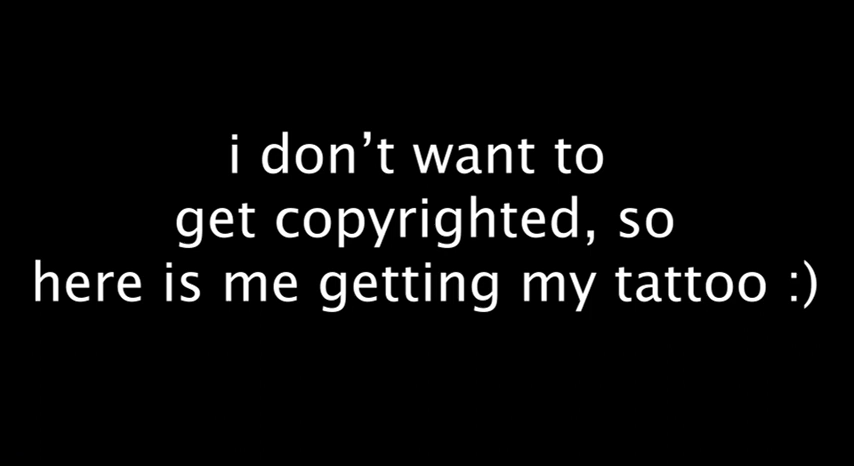 i don’t want to
get copyrighted, so
here is me getting my tattoo :)